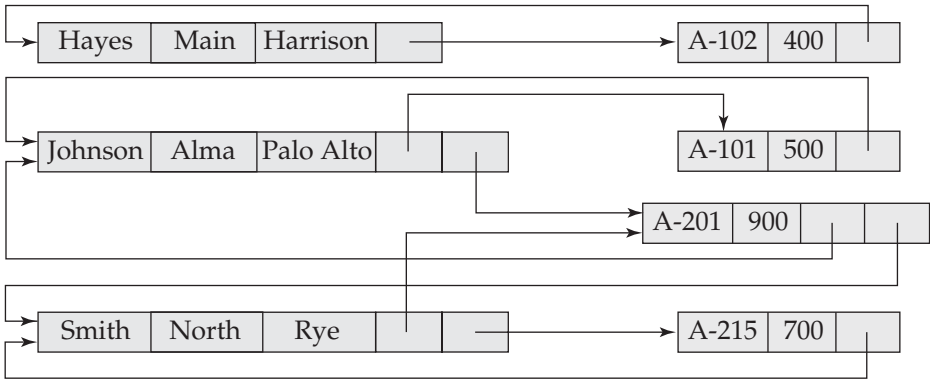 Hayes Main Harrison A-102 400
Johnson Alma Palo Alto A-101 500
A-201 900
Smith North Rye A-215 700